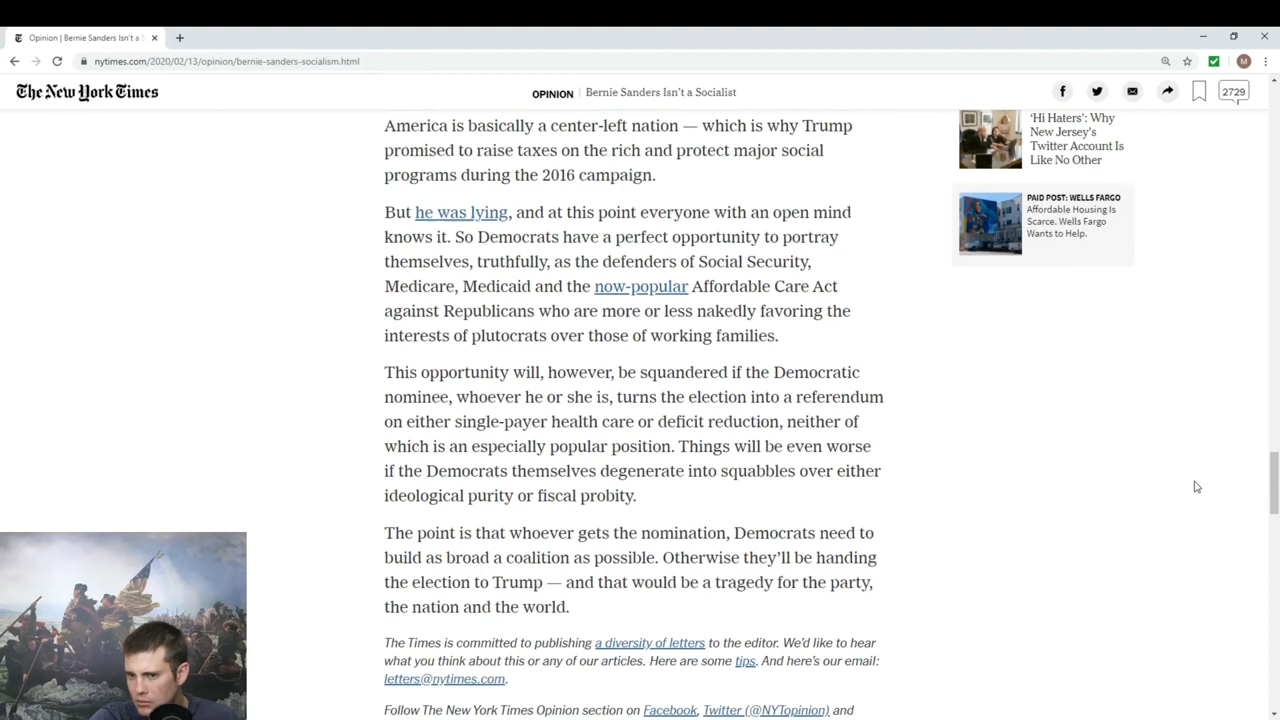 Opinion | Bernie Sanders Isn't a S
nytimes.com/2020/02/13/opinion/bernie-sanders-socialism.html
M
The New York Times
OPINION
Bernie Sanders Isn't a Socialist
2729
America is basically a center-left nation — which is why Trump
promised to raise taxes on the rich and protect major social
programs during the 2016 campaign.
But he was lying, and at this point everyone with an open mind
knows it. So Democrats have a perfect opportunity to portray
themselves, truthfully, as the defenders of Social Security,
Medicare, Medicaid and the now-popular Affordable Care Act
against Republicans who are more or less nakedly favoring the
interests of plutocrats over those of working families.
This opportunity will, however, be squandered if the Democratic
nominee, whoever he or she is, turns the election into a referendum
on either single-payer health care or deficit reduction, neither of
which is an especially popular position. Things will be even worse
if the Democrats themselves degenerate into squabbles over either
ideological purity or fiscal probity.
The point is that whoever gets the nomination, Democrats need to
build as broad a coalition as possible. Otherwise they'll be handing
the election to Trump — and that would be a tragedy for the party,
the nation and the world.
The Times is committed to publishing a diversity of letters to the editor. We'd like to hear
what you think about this or any of our articles. Here are some tips. And here's our email:
letters@nytimes.com.
Follow The New York Times Opinion section on Facebook, Twitter (@NYTopinion) and
'Hi Haters': Why
New Jersey's
Twitter Account Is
Like No Other
PAID POST: WELLS FARGO
Affordable Housing Is
Scarce. Wells Fargo
Wants to Help.